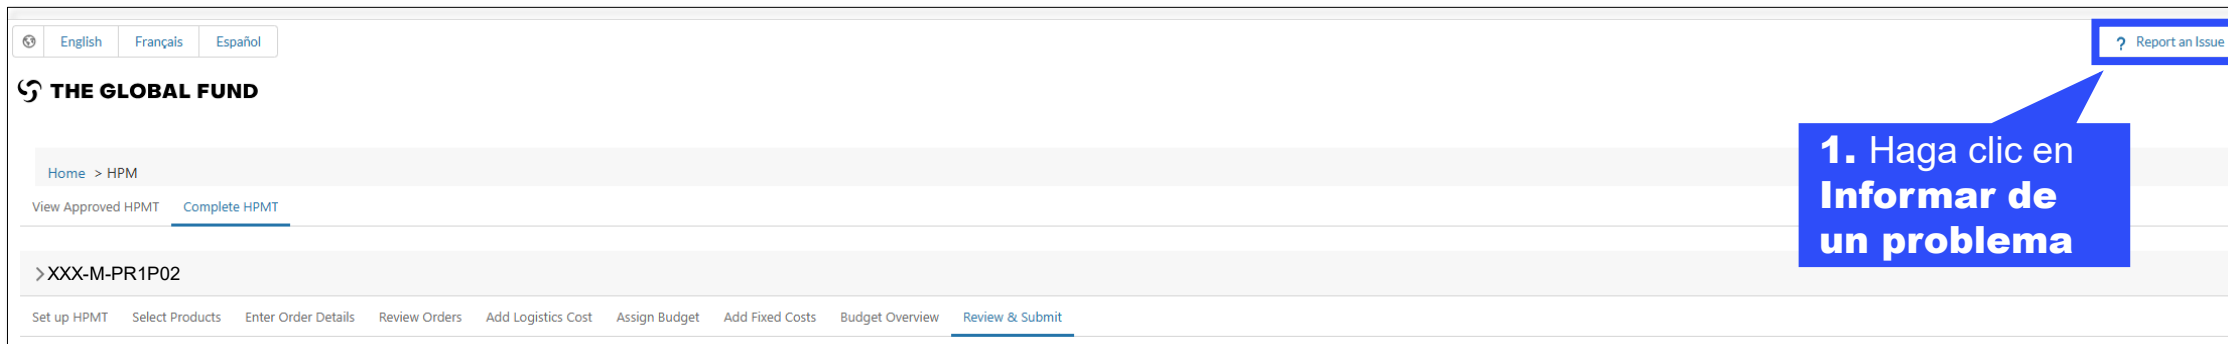 English Français Español
? Report an Issue
THE GLOBAL FUND
1. Haga clic en
Informar de
un problema
Home > HPM
View Approved HPMT Complete HPMT
>XXX-M-PR1P02
Set up HPMT Select Products Enter Order Details Review Orders Add Logistics Cost Assign Budget Add Fixed Costs Budget Overview Review & Submit